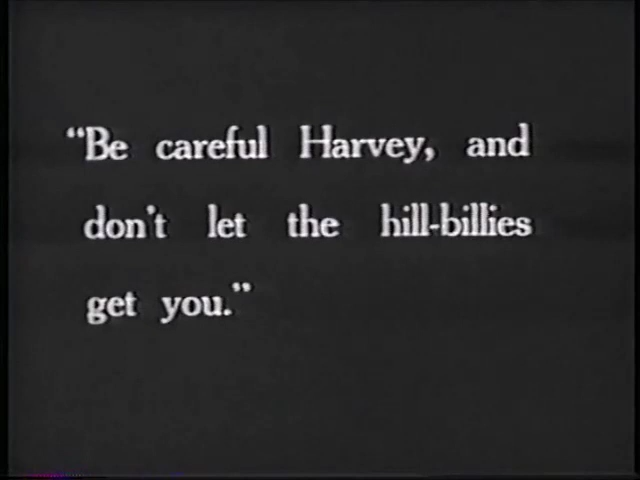 “Be careful Harvey, and
don't let the hill-billies
get you.”